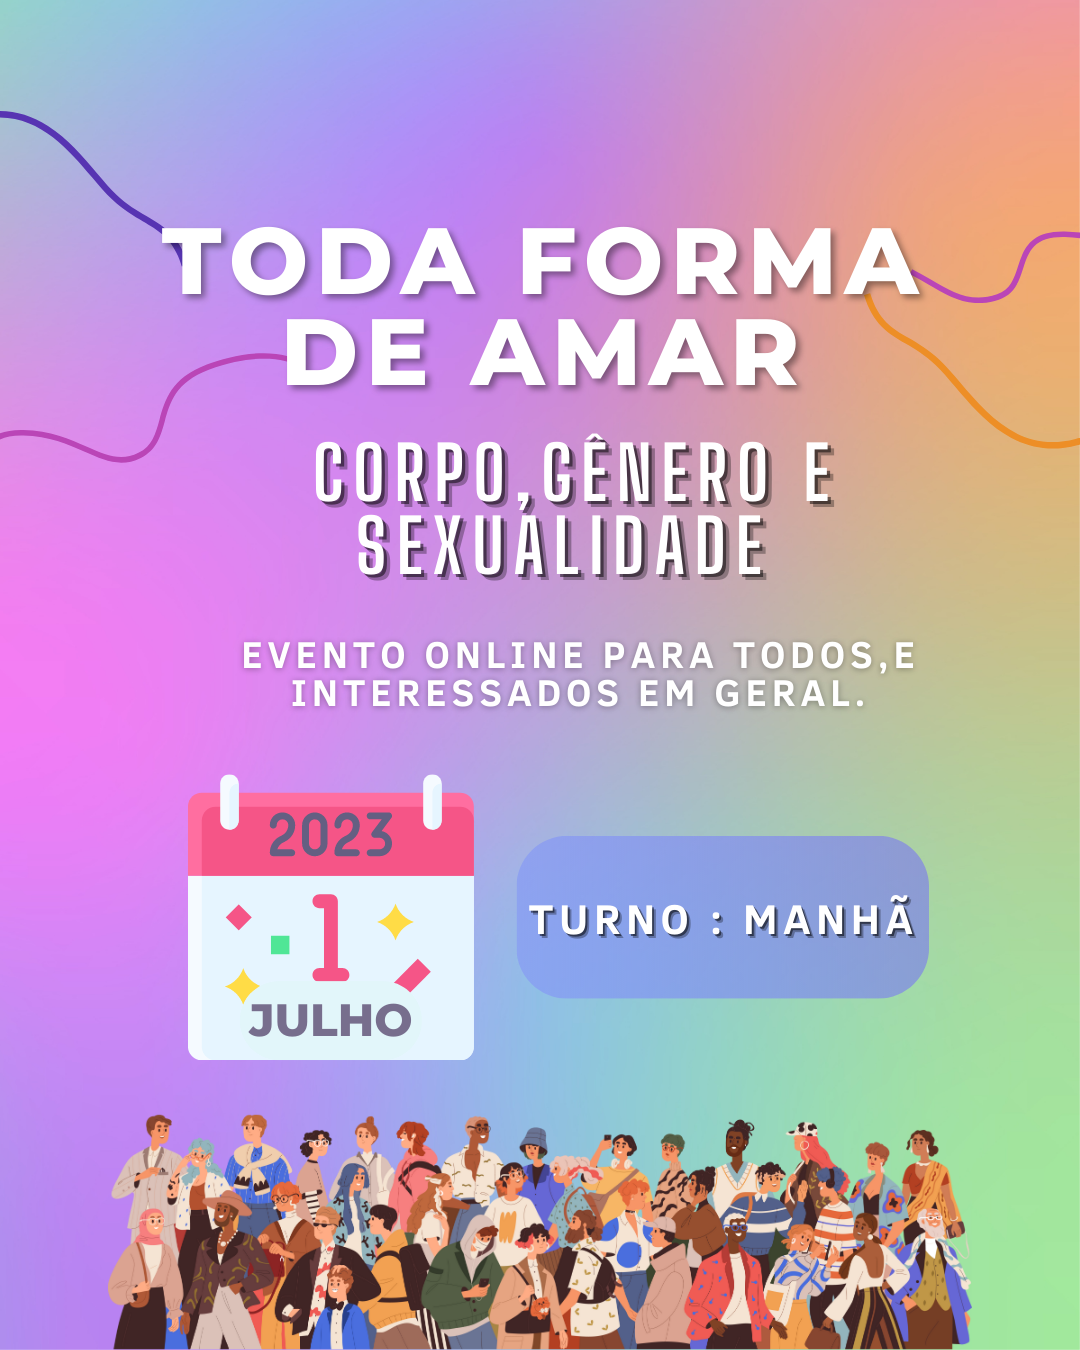 TODA FORMA
DE AMAR
CORPO,GÊNERO E
SEXUALIDADE
EVENTO ONLINE PARA TODOS,E
INTERESSADOS EM GERAL.
2023
1
JULHO
TURNO : MANHÃ